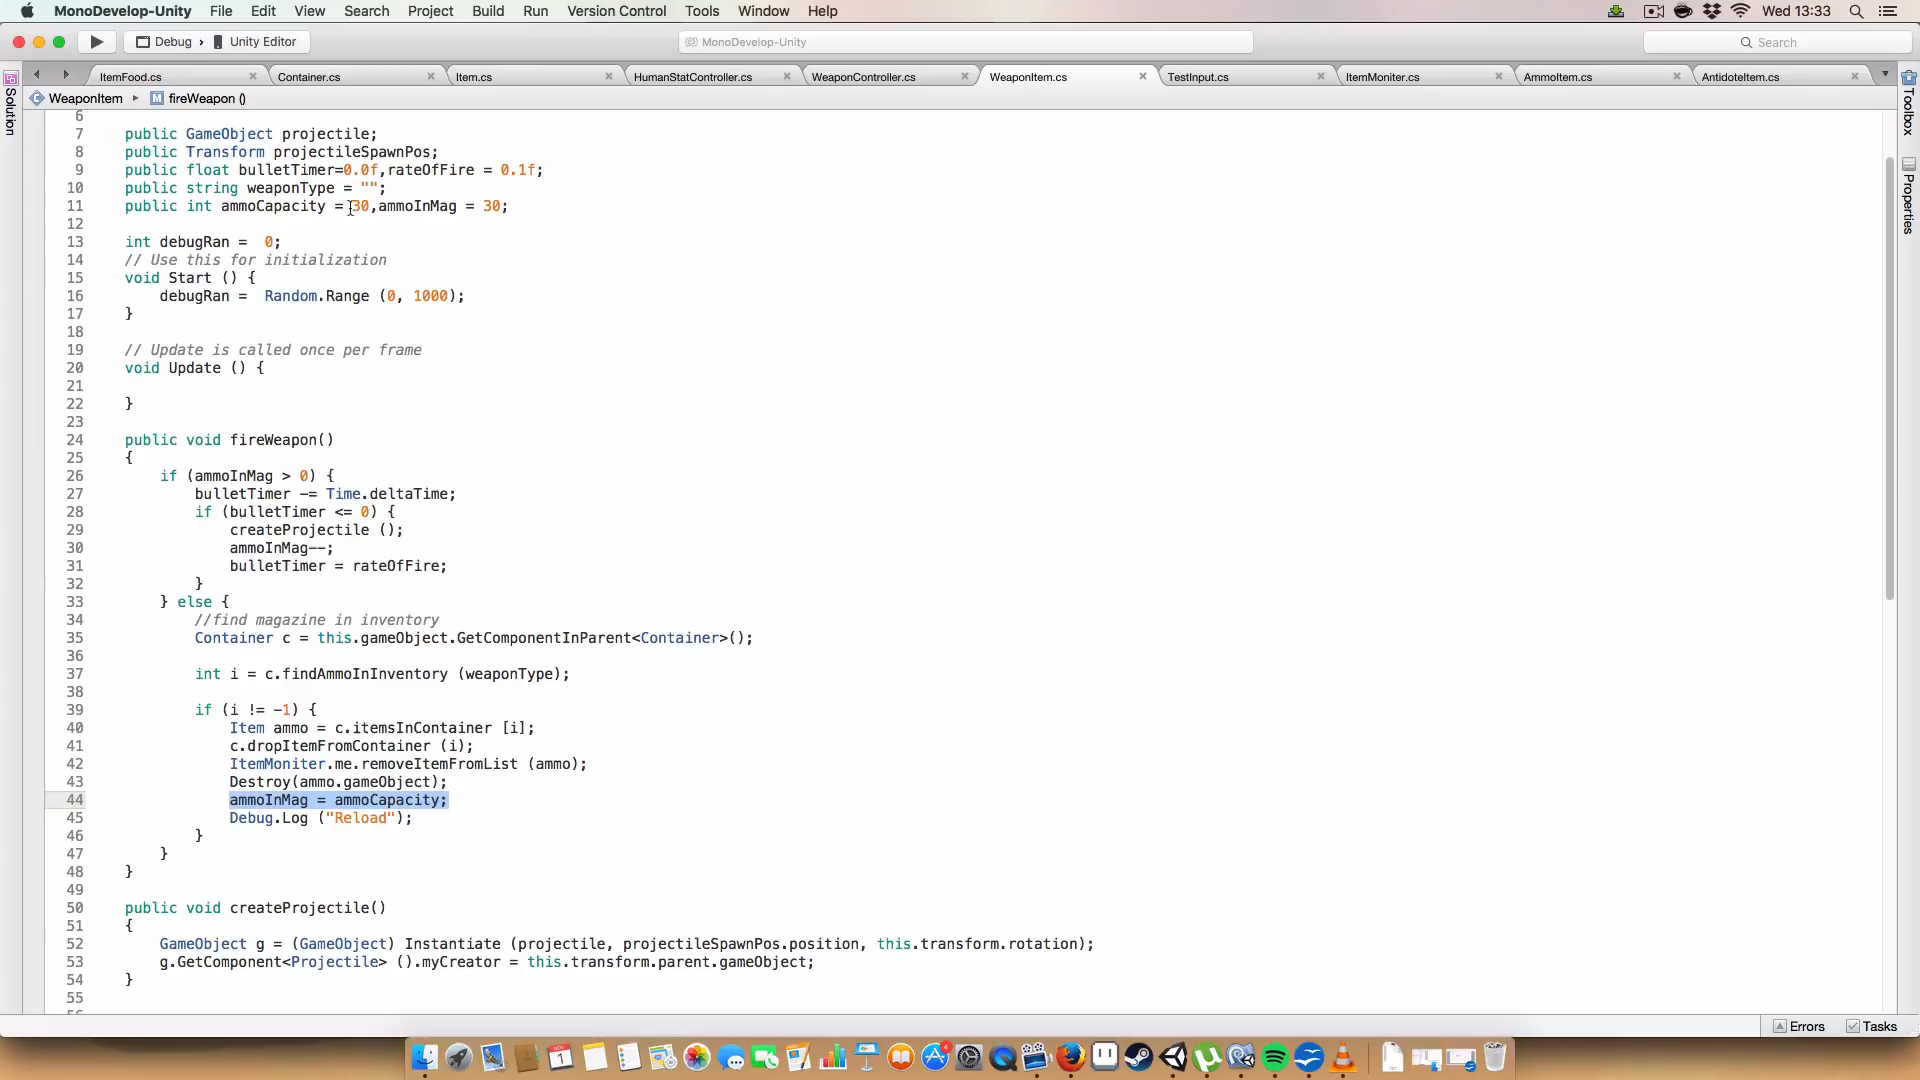 MonoDevelop-Unity File Edit View Search Project Build Run Version Control Tools Window Help Wed 13:33
Debug › Unity Editor MonoDevelop-Unity Search
ItemFood.cs Container.cs Item.cs HumanStatController.cs WeaponController.cs WeaponItem.cs TestInput.cs ItemMoniter.cs AmmoItem.cs AntidoteItem.cs
WeaponItem fireWeapon ()
Solution
Toolbox
Properties
6
7 public GameObject projectile;
8 public Transform projectileSpawnPos;
9 public float bulletTimer=0.0f,rateOfFire = 0.1f;
10 public string weaponType = "";
11 public int ammoCapacity = 30,ammoInMag = 30;
12
13 int debugRan =  0;
14 // Use this for initialization
15 void Start () {
16 debugRan =  Random.Range (0, 1000);
17 }
18
19 // Update is called once per frame
20 void Update () {
21
22 }
23
24 public void fireWeapon()
25 {
26 if (ammoInMag > 0) {
27 bulletTimer -= Time.deltaTime;
28 if (bulletTimer <= 0) {
29 createProjectile ();
30 ammoInMag--;
31 bulletTimer = rateOfFire;
32 }
33 } else {
34 //find magazine in inventory
35 Container c = this.gameObject.GetComponentInParent<Container>();
36
37 int i = c.findAmmoInInventory (weaponType);
38
39 if (i != -1) {
40 Item ammo = c.itemsInContainer [i];
41 c.dropItemFromContainer (i);
42 ItemMoniter.me.removeItemFromList (ammo);
43 Destroy(ammo.gameObject);
44 ammoInMag = ammoCapacity;
45 Debug.Log ("Reload");
46 }
47 }
48 }
49
50 public void createProjectile()
51 {
52 GameObject g = (GameObject) Instantiate (projectile, projectileSpawnPos.position, this.transform.rotation);
53 g.GetComponent<Projectile> ().myCreator = this.transform.parent.gameObject;
54 }
55
Errors Tasks